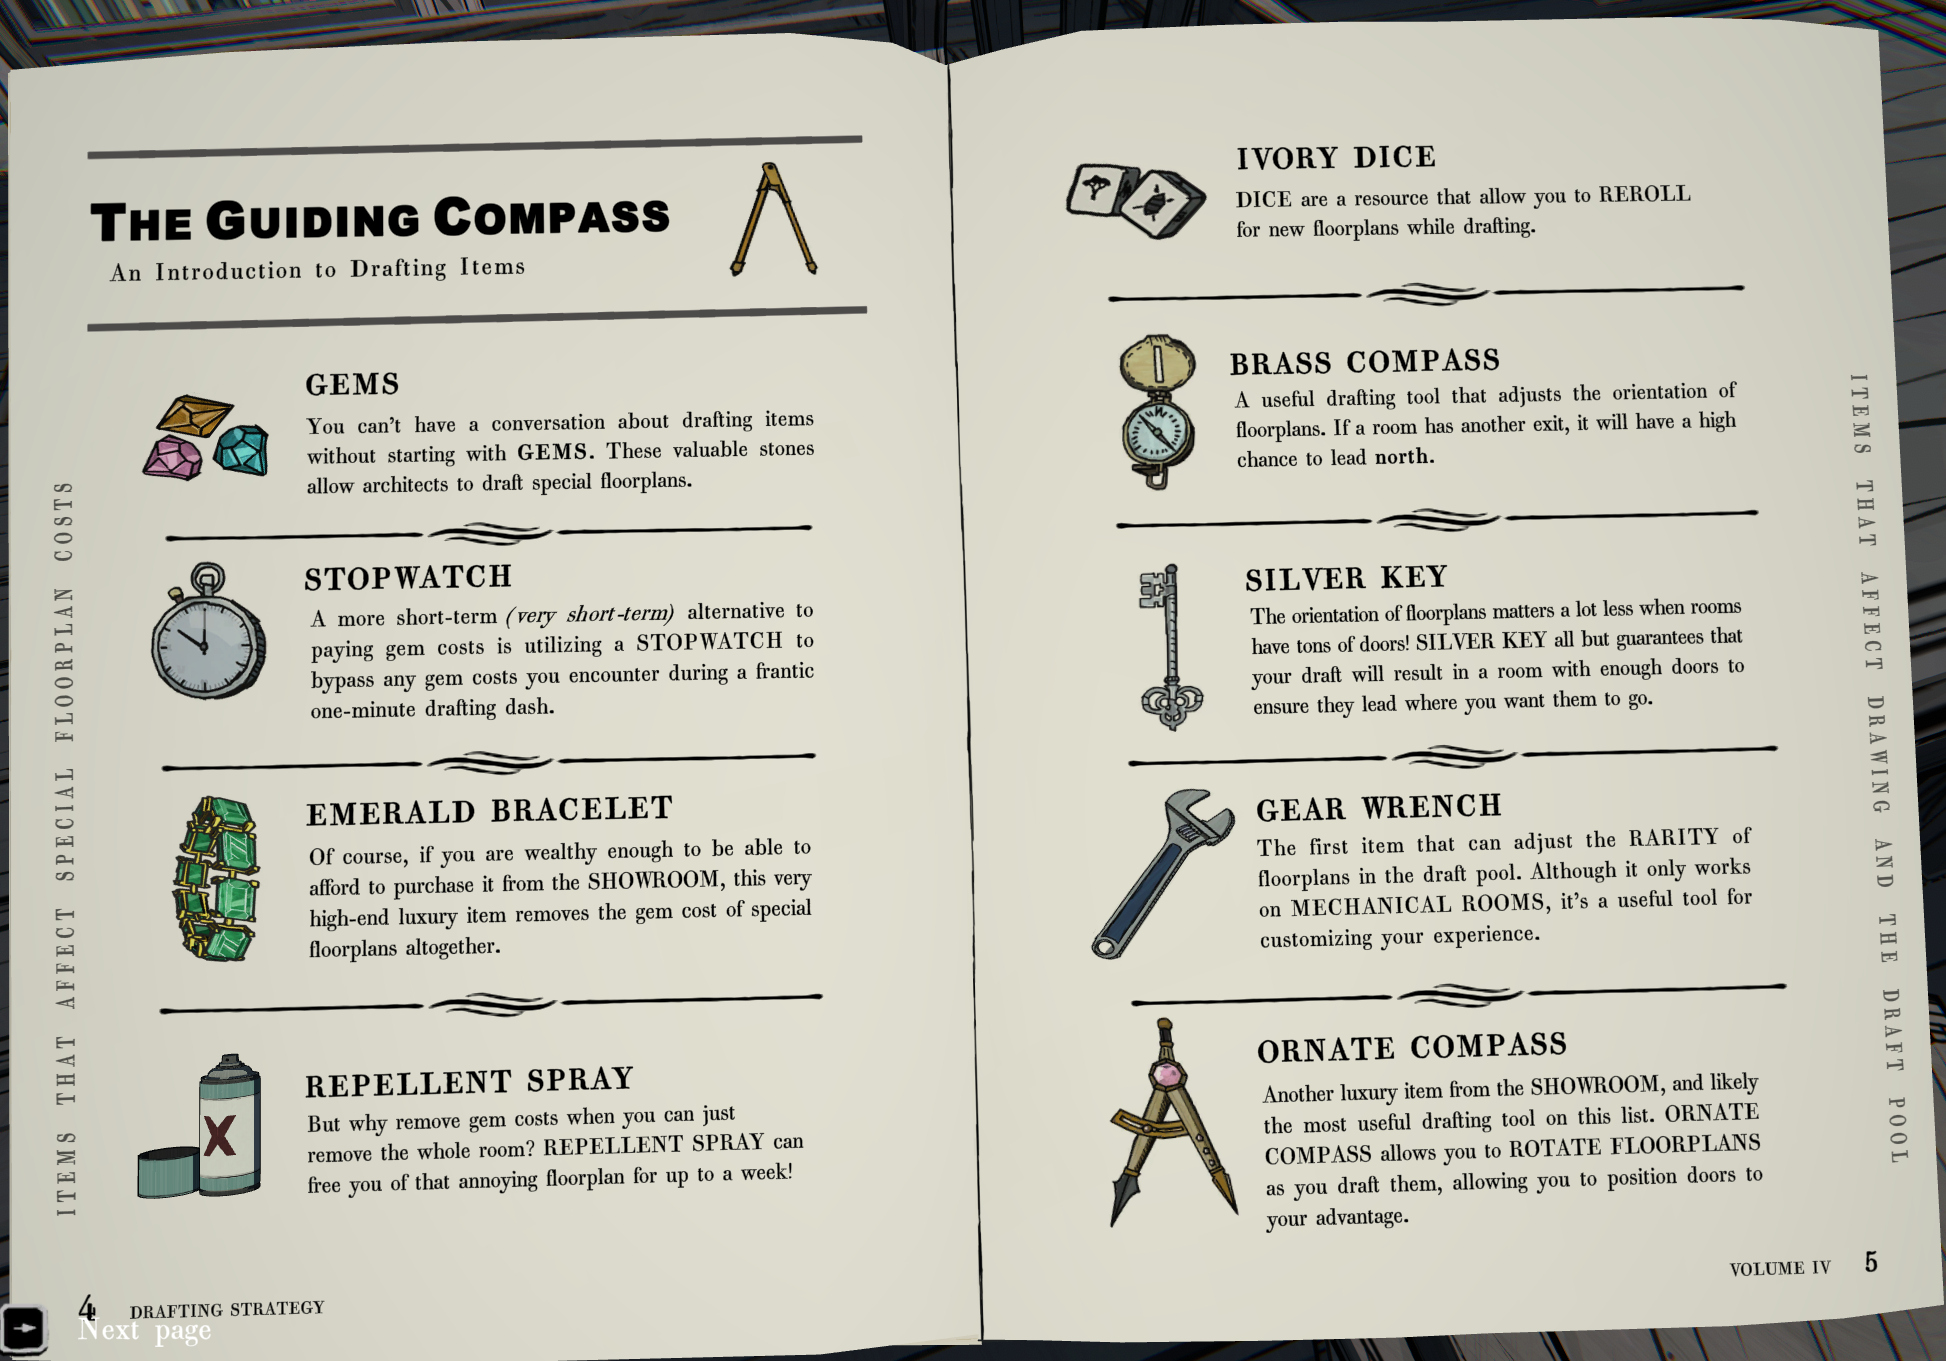 THE GUIDING COMPASS
An Introduction to Drafting Items
GEMS
You can't have a conversation about drafting items
without starting with GEMS. These valuable stones
allow architects to draft special floorplans.
STOPWATCH
A more short-term (very short-term) alternative to
paying gem costs is utilizing a STOPWATCH to
bypass any gem costs you encounter during a frantic
one-minute drafting dash.
EMERALD BRACELET
Of course, if you are wealthy enough to be able to
afford to purchase it from the SHOWROOM, this very
high-end luxury item removes the gem cost of special
floorplans altogether.
REPELLENT SPRAY
But why remove gem costs when you can just
remove the whole room? REPELLENT SPRAY can
free you of that annoying floorplan for up to a week!
X
ITEMS THAT AFFECT SPECIAL FLOORPLAN COSTS
4 DRAFTING STRATEGY
Next page
IVORY DICE
DICE are a resource that allow you to REROLL
for new floorplans while drafting.
BRASS COMPASS
A useful drafting tool that adjusts the orientation of
floorplans. If a room has another exit, it will have a high
chance to lead north.
N
SILVER KEY
The orientation of floorplans matters a lot less when rooms
have tons of doors! SILVER KEY all but guarantees that
your draft will result in a room with enough doors to
ensure they lead where you want them to go.
GEAR WRENCH
The first item that can adjust the RARITY of
floorplans in the draft pool. Although it only works
on MECHANICAL ROOMS, it's a useful tool for
customizing your experience.
ORNATE COMPASS
Another luxury item from the SHOWROOM, and likely
the most useful drafting tool on this list. ORNATE
COMPASS allows you to ROTATE FLOORPLANS
as you draft them, allowing you to position doors to
your advantage.
ITEMS THAT AFFECT DRAWING AND THE DRAFT POOL
VOLUME IV 5